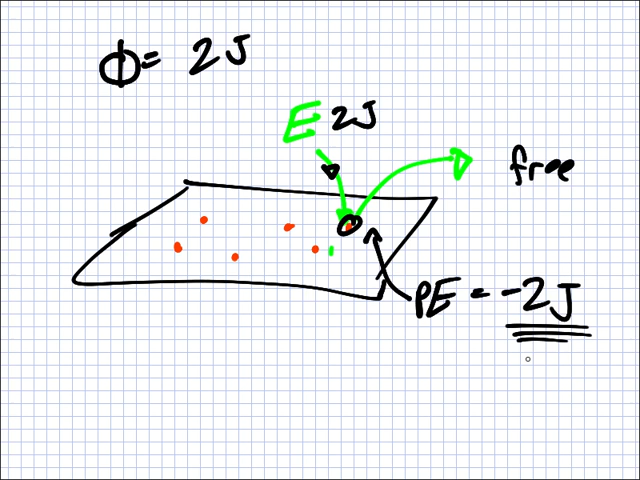 Φ = 2J
E 2J
free
PE = -2J